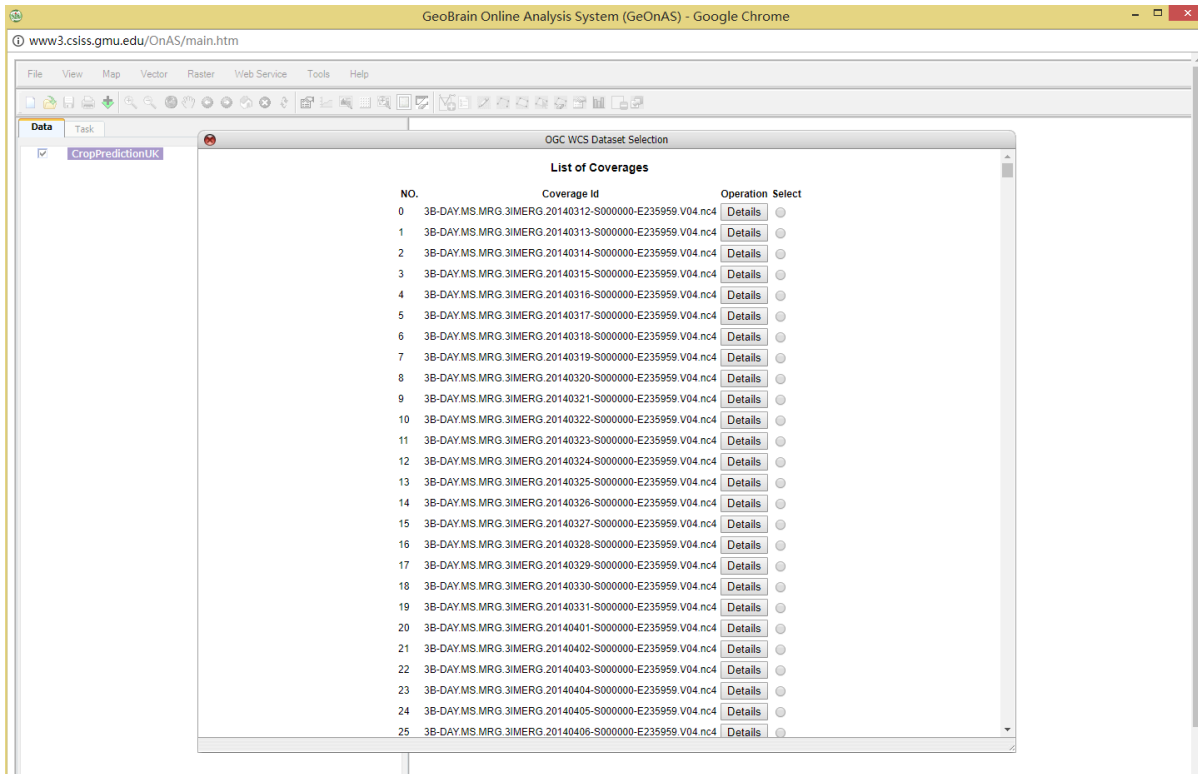 GeoBrain Online Analysis System (GeOnAS) - Google Chrome
www3.csiss.gmu.edu/OnAS/main.htm
File View Map Vector Raster Web Service Tools Help
Data Task
OGC WCS Dataset Selection
CropPredictionUK
List of Coverages
NO. Coverage Id Operation Select
0 3B-DAY.MS.MRG.3IMERG.20140312-S000000-E235959.V04.nc4 Details
1 3B-DAY.MS.MRG.3IMERG.20140313-S000000-E235959.V04.nc4 Details
2 3B-DAY.MS.MRG.3IMERG.20140314-S000000-E235959.V04.nc4 Details
3 3B-DAY.MS.MRG.3IMERG.20140315-S000000-E235959.V04.nc4 Details
4 3B-DAY.MS.MRG.3IMERG.20140316-S000000-E235959.V04.nc4 Details
5 3B-DAY.MS.MRG.3IMERG.20140317-S000000-E235959.V04.nc4 Details
6 3B-DAY.MS.MRG.3IMERG.20140318-S000000-E235959.V04.nc4 Details
7 3B-DAY.MS.MRG.3IMERG.20140319-S000000-E235959.V04.nc4 Details
8 3B-DAY.MS.MRG.3IMERG.20140320-S000000-E235959.V04.nc4 Details
9 3B-DAY.MS.MRG.3IMERG.20140321-S000000-E235959.V04.nc4 Details
10 3B-DAY.MS.MRG.3IMERG.20140322-S000000-E235959.V04.nc4 Details
11 3B-DAY.MS.MRG.3IMERG.20140323-S000000-E235959.V04.nc4 Details
12 3B-DAY.MS.MRG.3IMERG.20140324-S000000-E235959.V04.nc4 Details
13 3B-DAY.MS.MRG.3IMERG.20140325-S000000-E235959.V04.nc4 Details
14 3B-DAY.MS.MRG.3IMERG.20140326-S000000-E235959.V04.nc4 Details
15 3B-DAY.MS.MRG.3IMERG.20140327-S000000-E235959.V04.nc4 Details
16 3B-DAY.MS.MRG.3IMERG.20140328-S000000-E235959.V04.nc4 Details
17 3B-DAY.MS.MRG.3IMERG.20140329-S000000-E235959.V04.nc4 Details
18 3B-DAY.MS.MRG.3IMERG.20140330-S000000-E235959.V04.nc4 Details
19 3B-DAY.MS.MRG.3IMERG.20140331-S000000-E235959.V04.nc4 Details
20 3B-DAY.MS.MRG.3IMERG.20140401-S000000-E235959.V04.nc4 Details
21 3B-DAY.MS.MRG.3IMERG.20140402-S000000-E235959.V04.nc4 Details
22 3B-DAY.MS.MRG.3IMERG.20140403-S000000-E235959.V04.nc4 Details
23 3B-DAY.MS.MRG.3IMERG.20140404-S000000-E235959.V04.nc4 Details
24 3B-DAY.MS.MRG.3IMERG.20140405-S000000-E235959.V04.nc4 Details
25 3B-DAY.MS.MRG.3IMERG.20140406-S000000-E235959.V04.nc4 Details